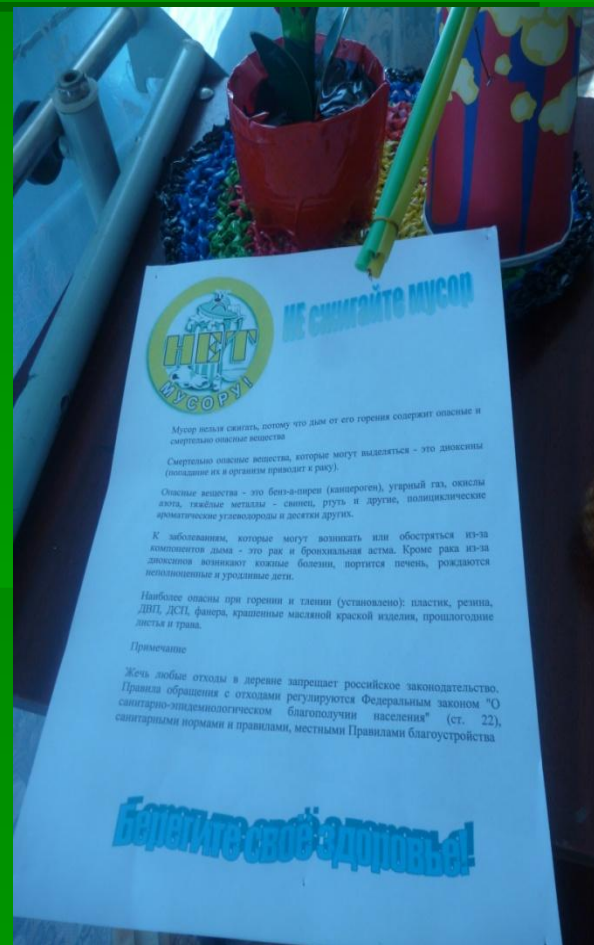 НЕТ
МУСОРУ!
НЕ сжигайте мусор
Мусор нельзя сжигать, потому что дым от его горения содержит опасные и
смертельно опасные вещества
Смертельно опасные вещества, которые могут выделяться - это диоксины
(попадание их в организм приводит к раку).
Опасные вещества - это бенз-а-пирен (канцероген), угарный газ, окислы
азота, тяжёлые металлы - свинец, ртуть и другие, полициклические
ароматические углеводороды и десятки других.
К заболеваниям, которые могут возникать или обостряться из-за
компонентов дыма - это рак и бронхиальная астма. Кроме рака из-за
диоксинов возникают кожные болезни, портится печень, рождаются
неполноценные и уродливые дети.
Наиболее опасны при горении и тлении (установлено): пластик, резина,
ДВП, ДСП, фанера, крашенные масляной краской изделия, прошлогодние
листья и трава.
Примечание
Жечь любые отходы в деревне запрещает российское законодательство.
Правила обращения с отходами регулируются Федеральным законом "О
санитарно-эпидемиологическом благополучии населения" (ст. 22),
санитарными нормами и правилами, местными Правилами благоустройства
Берегите своё здоровье!